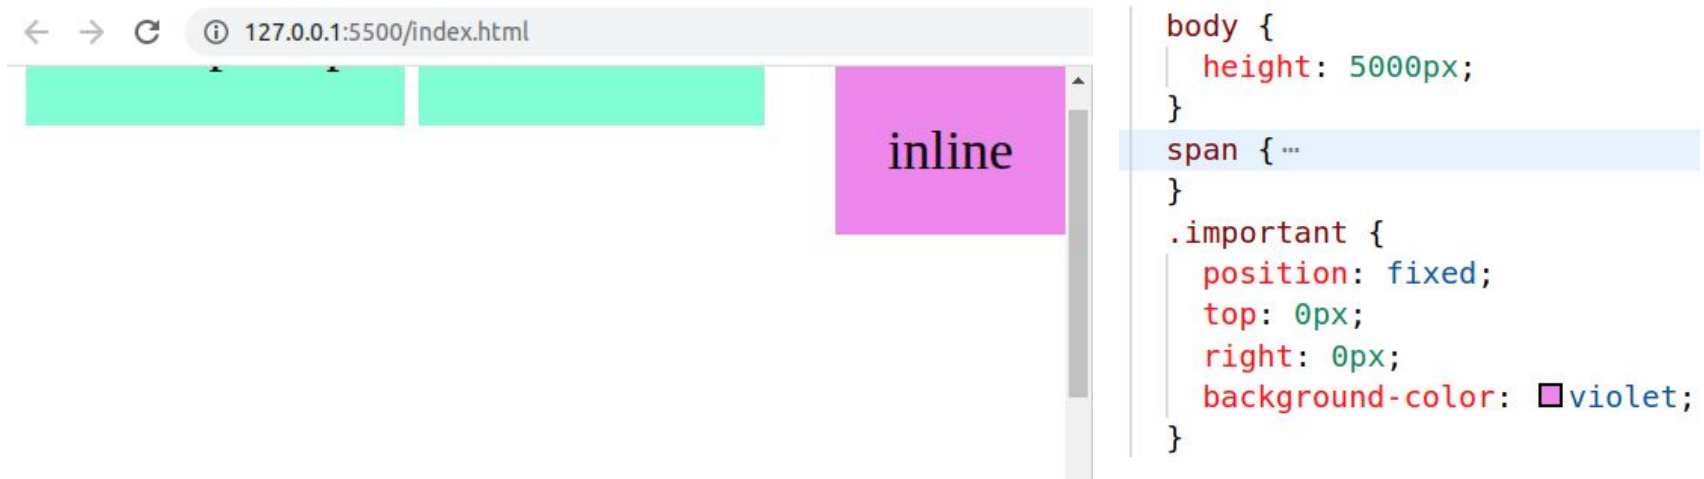 127.0.0.1:5500/index.html
inline
body {
height: 5000px;
}
span {⋯
}
.important {
position: fixed;
top: 0px;
right: 0px;
background-color: violet;
}